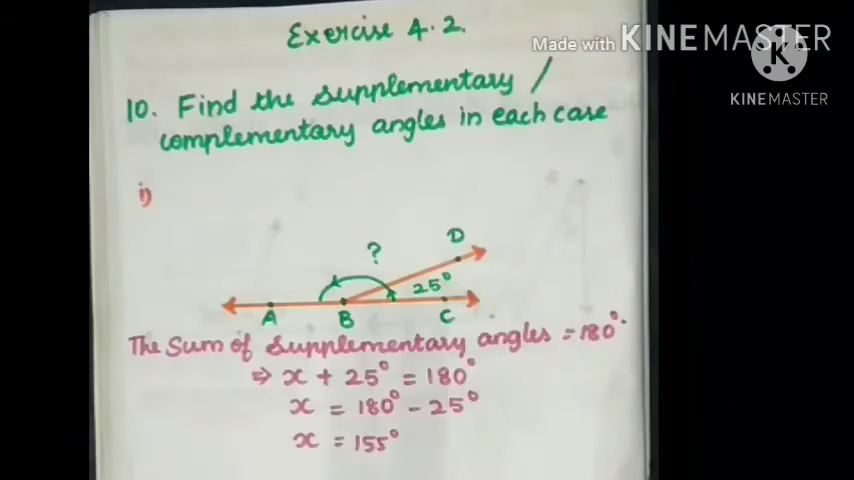 Exercise 4.2.
Made with KINEMASTER
K
KINEMASTER
10. Find the supplementary /
complementary angles in each case
i)
?
D
25°
A B C
The Sum of Supplementary angles = 180°.
⇒ x + 25° = 180°
x = 180° - 25°
x = 155°